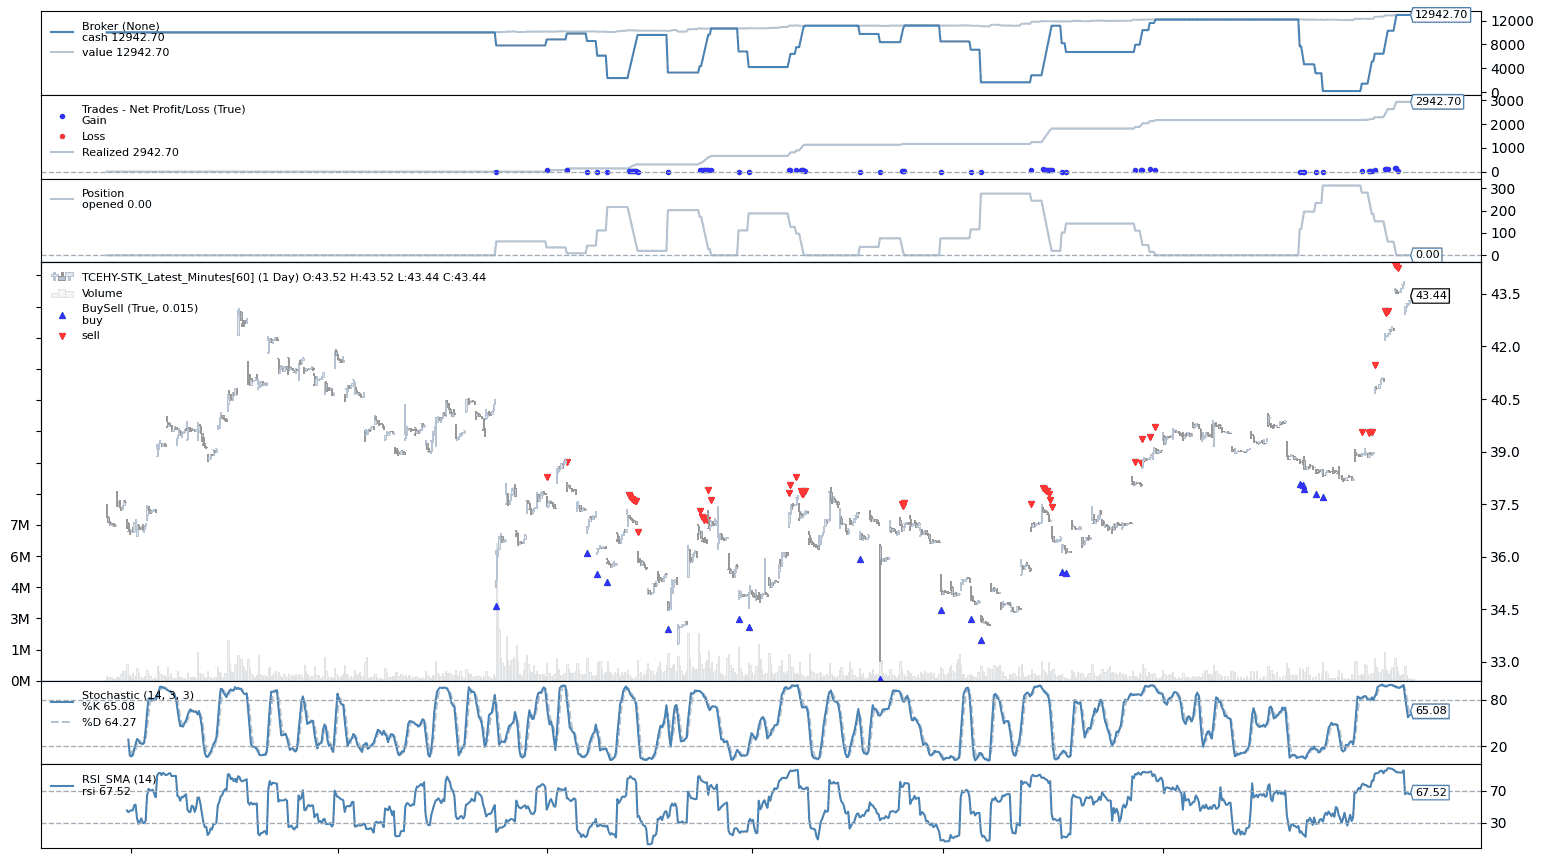 Broker (None)
cash 12942.70
value 12942.70
12942.70
12000
8000
4000
0
Trades - Net Profit/Loss (True)
Gain
Loss
Realized 2942.70
2942.70
3000
2000
1000
0
Position
opened 0.00
300
200
100
0
0.00
TCEHY-STK_Latest_Minutes[60] (1 Day) O:43.52 H:43.52 L:43.44 C:43.44
Volume
BuySell (True, 0.015)
buy
sell
43.44
43.5
42.0
40.5
39.0
37.5
36.0
34.5
33.0
7M
6M
4M
3M
1M
0M
Stochastic (14, 3, 3)
%K 65.08
%D 64.27
80
65.08
20
RSI_SMA (14)
rsi 67.52
70
67.52
30